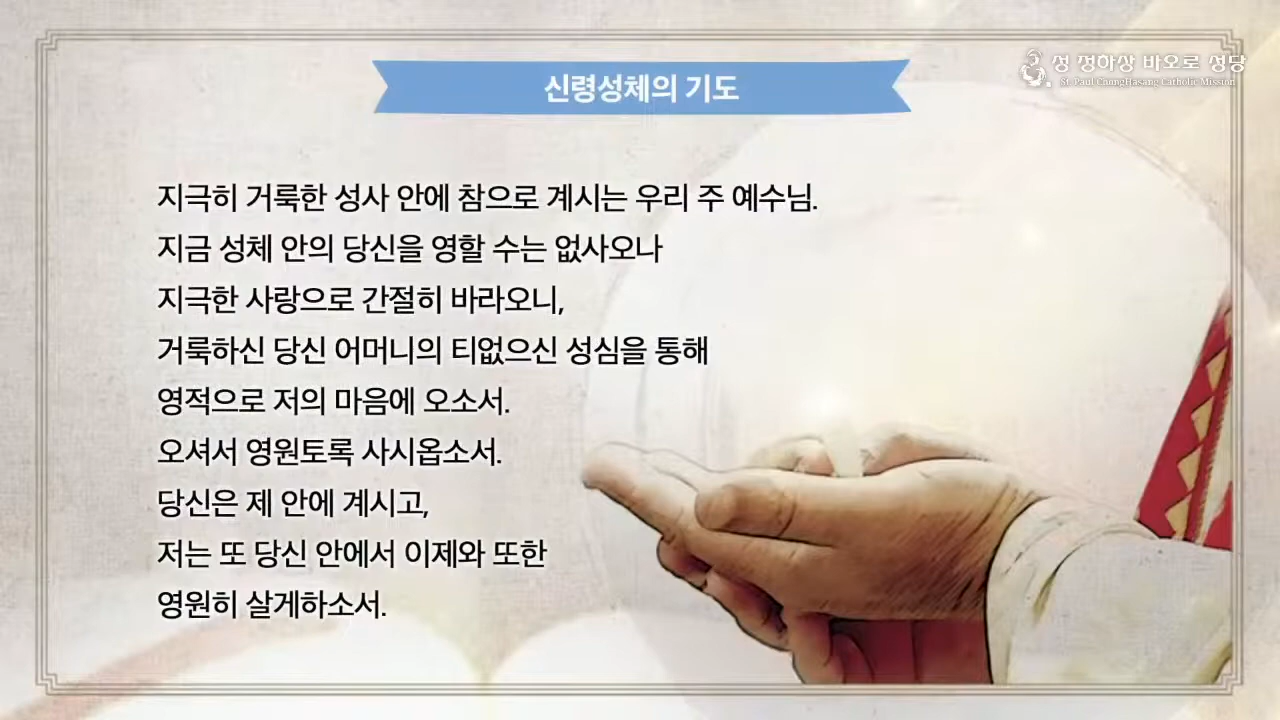 성 정하상 바오로 성당
St. Paul ChungHasang Catholic Mission
신령성체의 기도
지극히 거룩한 성사 안에 참으로 계시는 우리 주 예수님.
지금 성체 안의 당신을 영할 수는 없사오나
지극한 사랑으로 간절히 바라오니,
거룩하신 당신 어머니의 티없으신 성심을 통해
영적으로 저의 마음에 오소서.
오셔서 영원토록 사시옵소서.
당신은 제 안에 계시고,
저는 또 당신 안에서 이제와 또한
영원히 살게하소서.